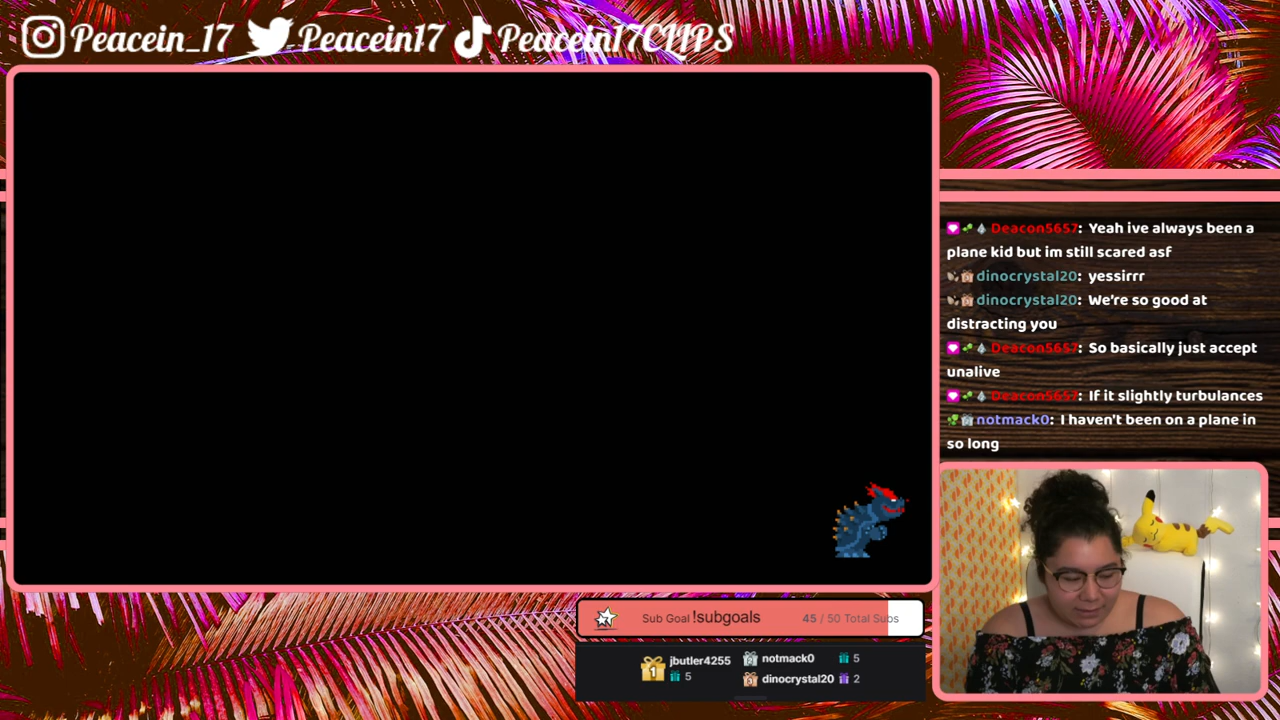 Peacein_17 Peacein17 Peacein17ClIPS
Deacon5657: Yeah ive always been a
plane kid but im still scared asf
dinocrystal20: yessirrr
dinocrystal20: We're so good at
distracting you
Deacon5657: So basically just accept
unalive
Deacon5657: If it slightly turbulances
notmack0: I haven't been on a plane in
so long
Sub Goal !subgoals 45 / 50 Total Subs
1 jbutler4255 5
notmack0 5
dinocrystal20 2